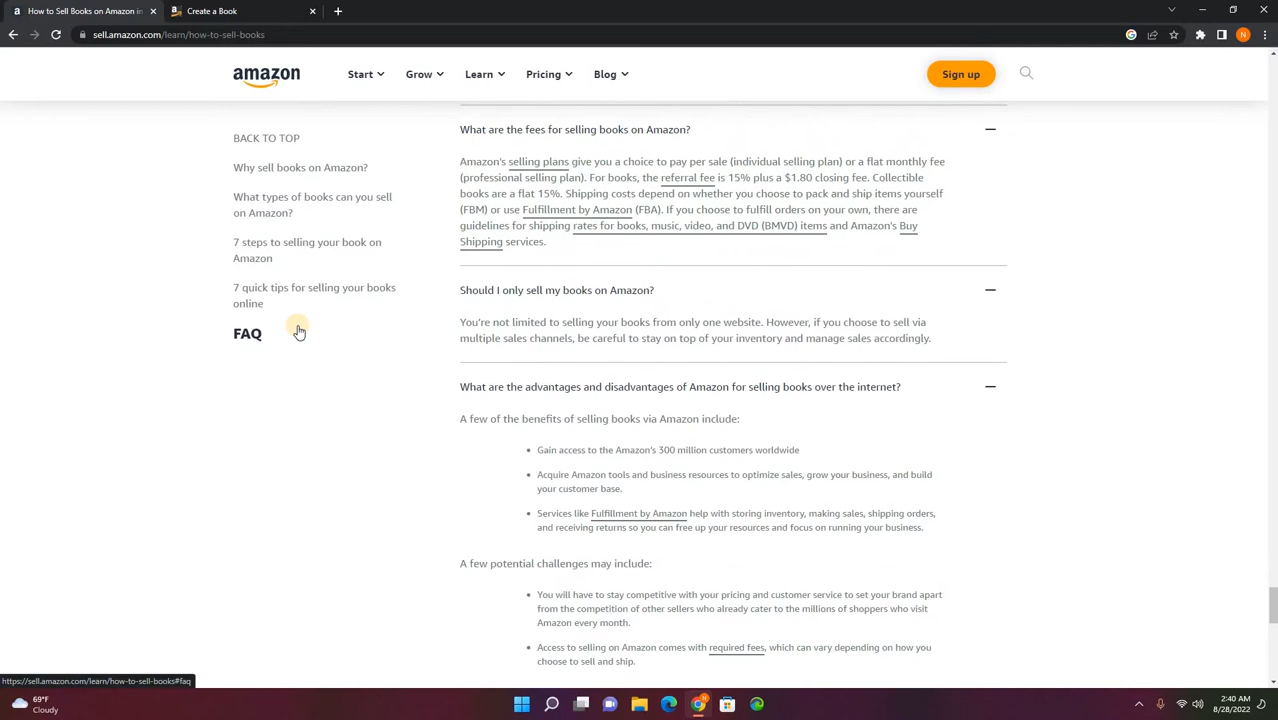 How to Sell Books on Amazon in
Create a Book
sell.amazon.com/learn/how-to-sell-books
N
amazon
Start
Grow
Learn
Pricing
Blog
Sign up
BACK TO TOP
Why sell books on Amazon?
What types of books can you sell
on Amazon?
7 steps to selling your book on
Amazon
7 quick tips for selling your books
online
FAQ
What are the fees for selling books on Amazon?
Amazon's selling plans give you a choice to pay per sale (individual selling plan) or a flat monthly fee
(professional selling plan). For books, the referral fee is 15% plus a $1.80 closing fee. Collectible
books are a flat 15%. Shipping costs depend on whether you choose to pack and ship items yourself
(FBM) or use Fulfillment by Amazon (FBA). If you choose to fulfill orders on your own, there are
guidelines for shipping rates for books, music, video, and DVD (BMVD) items and Amazon's Buy
Shipping services.
Should I only sell my books on Amazon?
You're not limited to selling your books from only one website. However, if you choose to sell via
multiple sales channels, be careful to stay on top of your inventory and manage sales accordingly.
What are the advantages and disadvantages of Amazon for selling books over the internet?
A few of the benefits of selling books via Amazon include:
Gain access to the Amazon's 300 million customers worldwide
Acquire Amazon tools and business resources to optimize sales, grow your business, and build
your customer base.
Services like Fulfillment by Amazon help with storing inventory, making sales, shipping orders,
and receiving returns so you can free up your resources and focus on running your business.
A few potential challenges may include:
You will have to stay competitive with your pricing and customer service to set your brand apart
from the competition of other sellers who already cater to the millions of shoppers who visit
Amazon every month.
Access to selling on Amazon comes with required fees, which can vary depending on how you
choose to sell and ship.
https://sell.amazon.com/learn/how-to-sell-books#faq
69°F
Cloudy
2:40 AM
8/28/2022